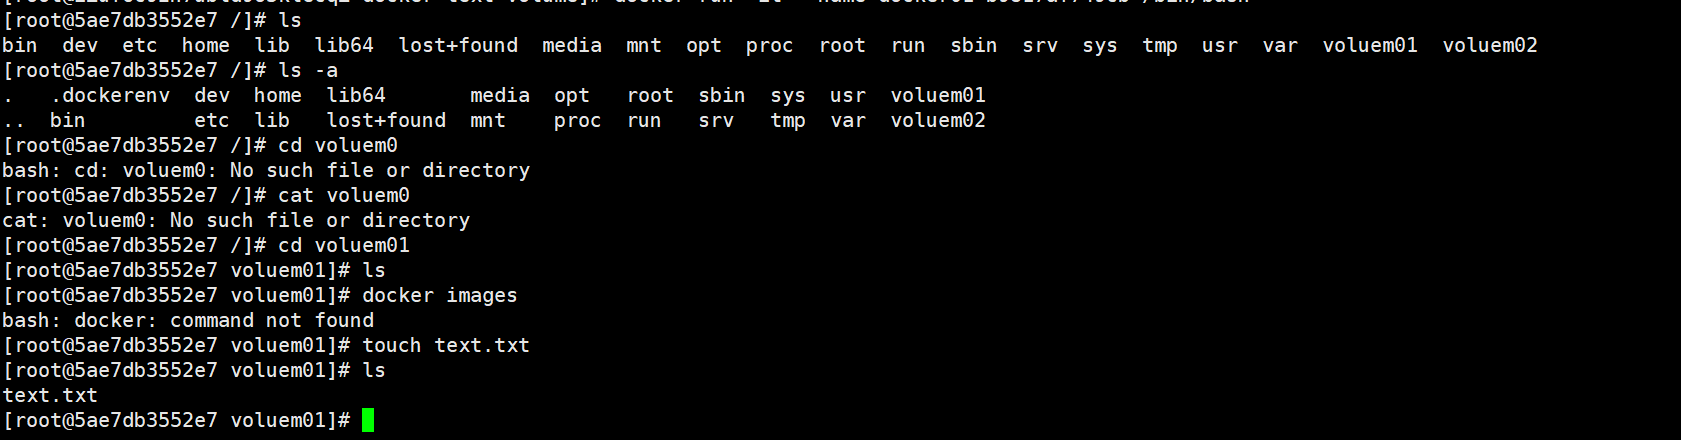 [root@5ae7db3552e7 /]# ls
bin  dev  etc  home  lib  lib64  lost+found  media  mnt  opt  proc  root  run  sbin  srv  sys  tmp  usr  var  voluem01  voluem02
[root@5ae7db3552e7 /]# ls -a
.   .dockerenv  dev  home  lib64       media  opt   root  sbin  sys  usr  voluem01
..  bin         etc  lib   lost+found  mnt    proc  run   srv   tmp  var  voluem02
[root@5ae7db3552e7 /]# cd voluem0
bash: cd: voluem0: No such file or directory
[root@5ae7db3552e7 /]# cat voluem0
cat: voluem0: No such file or directory
[root@5ae7db3552e7 /]# cd voluem01
[root@5ae7db3552e7 voluem01]# ls
[root@5ae7db3552e7 voluem01]# docker images
bash: docker: command not found
[root@5ae7db3552e7 voluem01]# touch text.txt
[root@5ae7db3552e7 voluem01]# ls
text.txt
[root@5ae7db3552e7 voluem01]#